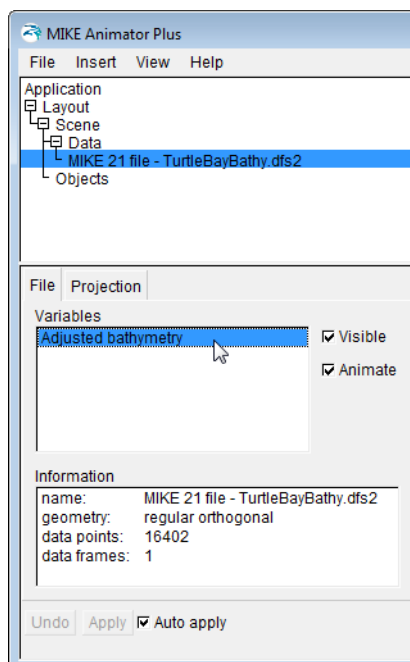 MIKE Animator Plus
File Insert View Help
Application
Layout
Scene
Data
MIKE 21 file - TurtleBayBathy.dfs2
Objects
File Projection
Variables
Adjusted bathymetry
Visible
Animate
Information
name: MIKE 21 file - TurtleBayBathy.dfs2
geometry: regular orthogonal
data points: 16402
data frames: 1
Undo Apply Auto apply